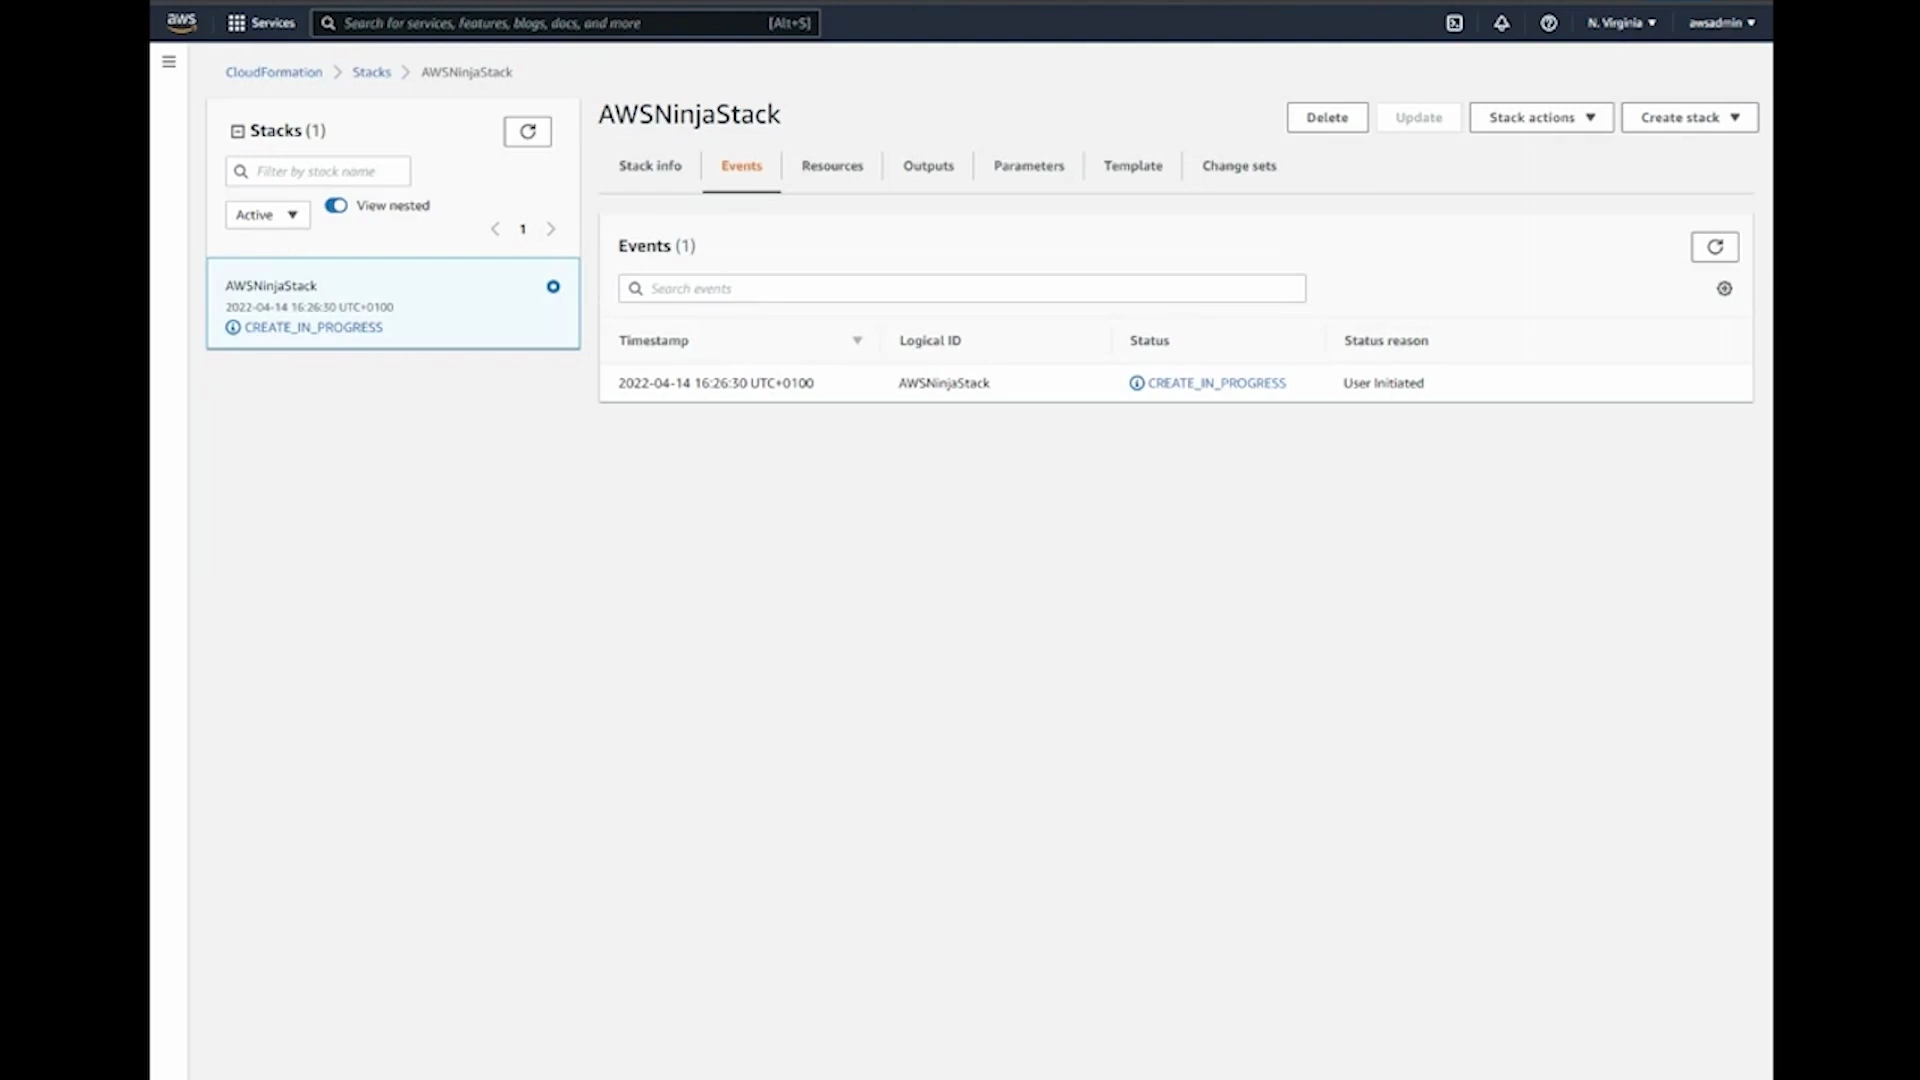 aws
Services
Search for services, features, blogs, docs, and more
[Alt+S]
N. Virginia ▼
awsadmin ▼
CloudFormation > Stacks > AWSNinjaStack
Stacks (1)
Filter by stock name
Active ▼
View nested
< 1 >
AWSNinjaStack
2022-04-14 16:26:30 UTC+0100
CREATE_IN_PROGRESS
AWSNinjaStack
Delete
Update
Stack actions ▼
Create stack ▼
Stack info
Events
Resources
Outputs
Parameters
Template
Change sets
Events (1)
Search events
Timestamp ▼ Logical ID Status Status reason
2022-04-14 16:26:30 UTC+0100 AWSNinjaStack CREATE_IN_PROGRESS User Initiated